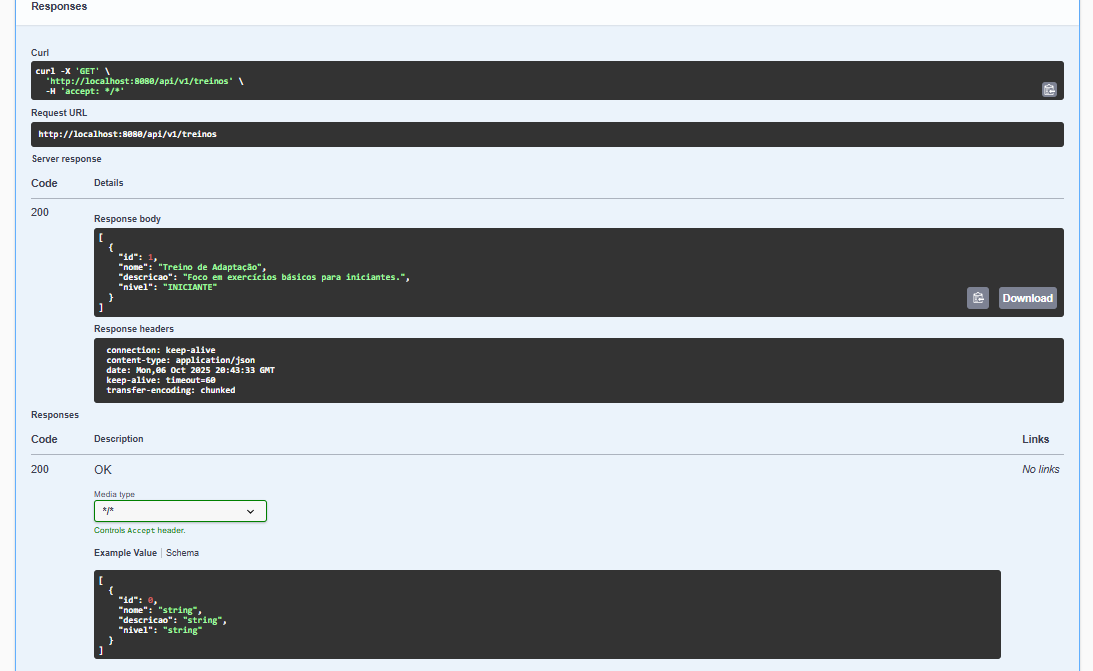 Responses
Curl
curl -X 'GET' \
  'http://localhost:8080/api/v1/treinos' \
  -H 'accept: */*'
Request URL
http://localhost:8080/api/v1/treinos
Server response
Code Details
200
Response body
[
  {
    "id": 1,
    "nome": "Treino de Adaptação",
    "descricao": "Foco em exercícios básicos para iniciantes.",
    "nivel": "INICIANTE"
  }
]
Download
Response headers
connection: keep-alive
content-type: application/json
date: Mon,06 Oct 2025 20:43:33 GMT
keep-alive: timeout=60
transfer-encoding: chunked
Responses
Code Description Links
200 OK No links
Media type
*/*
Controls Accept header.
Example Value Schema
[
  {
    "id": 0,
    "nome": "string",
    "descricao": "string",
    "nivel": "string"
  }
]